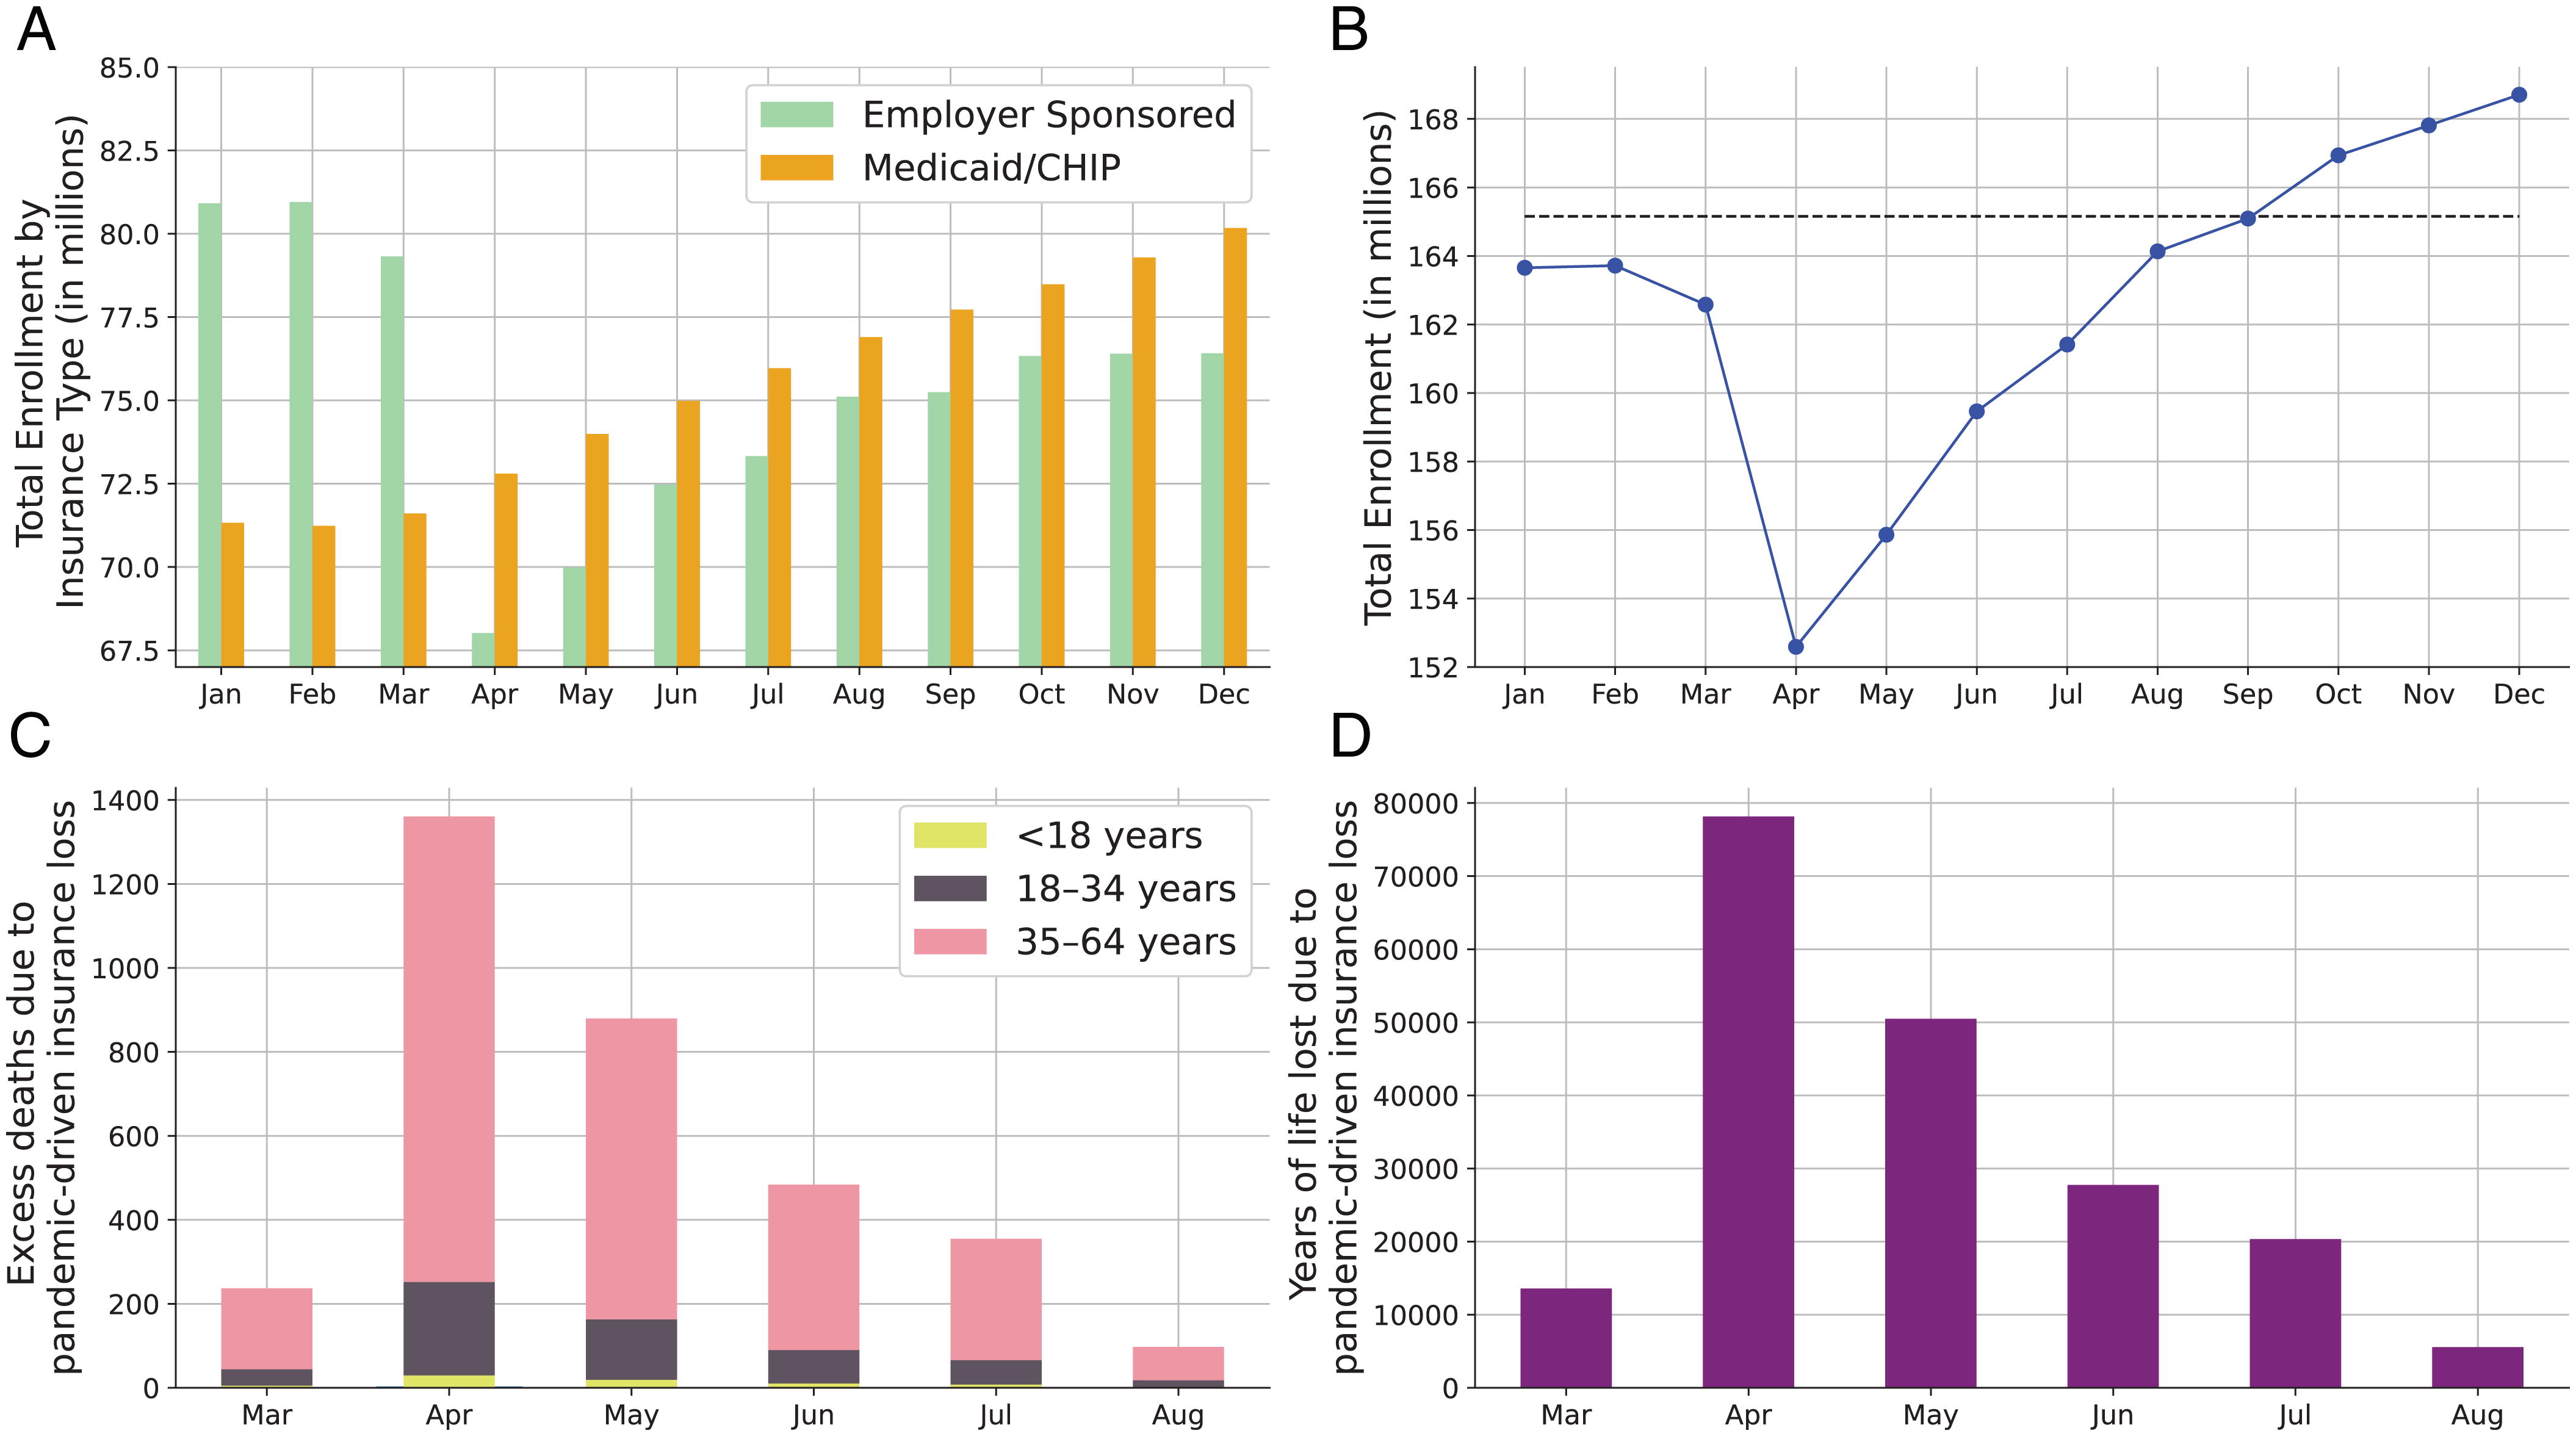 A
Total Enrollment by
Insurance Type (in millions)
85.0
82.5
80.0
77.5
75.0
72.5
70.0
67.5
Employer Sponsored
Medicaid/CHIP
Jan Feb Mar Apr May Jun Jul Aug Sep Oct Nov Dec
B
Total Enrollment (in millions)
168
166
164
162
160
158
156
154
152
Jan Feb Mar Apr May Jun Jul Aug Sep Oct Nov Dec
C
Excess deaths due to
pandemic-driven insurance loss
1400
1200
1000
800
600
400
200
0
<18 years
18–34 years
35–64 years
Mar Apr May Jun Jul Aug
D
Years of life lost due to
pandemic-driven insurance loss
80000
70000
60000
50000
40000
30000
20000
10000
0
Mar Apr May Jun Jul Aug